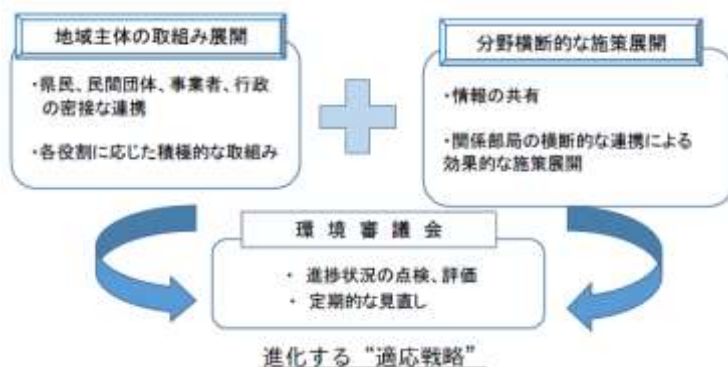 地域主体の取組み展開
・県民、民間団体、事業者、行政
の密接な連携
・各役割に応じた積極的な取組み
分野横断的な施策展開
・情報の共有
・関係部局の横断的な連携による
効果的な施策展開
環 境 審 議 会
・ 進捗状況の点検、評価
・ 定期的な見直し
進化する “適応戦略”